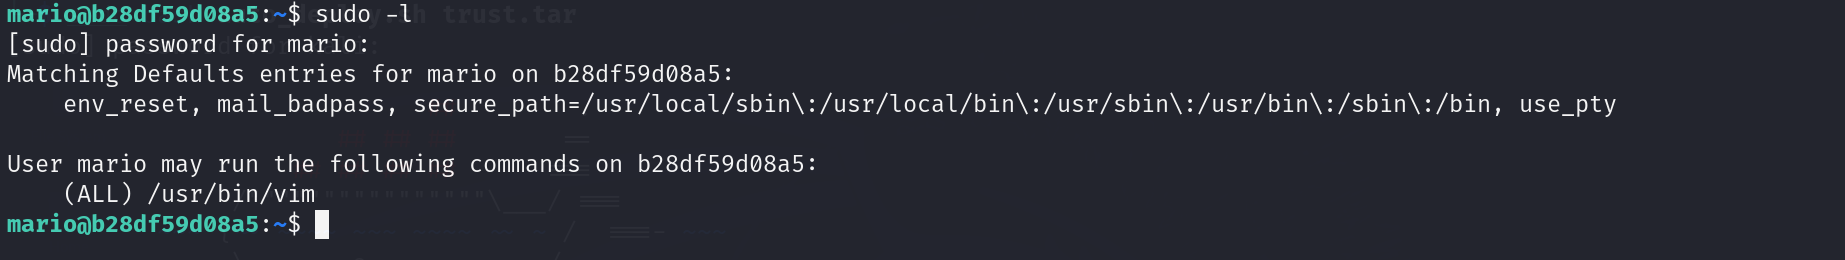 mario@b28df59d08a5:~$ sudo -l
[sudo] password for mario:
Matching Defaults entries for mario on b28df59d08a5:
    env_reset, mail_badpass, secure_path=/usr/local/sbin\:/usr/local/bin\:/usr/sbin\:/usr/bin\:/sbin\:/bin, use_pty

User mario may run the following commands on b28df59d08a5:
    (ALL) /usr/bin/vim
mario@b28df59d08a5:~$
trust.tar